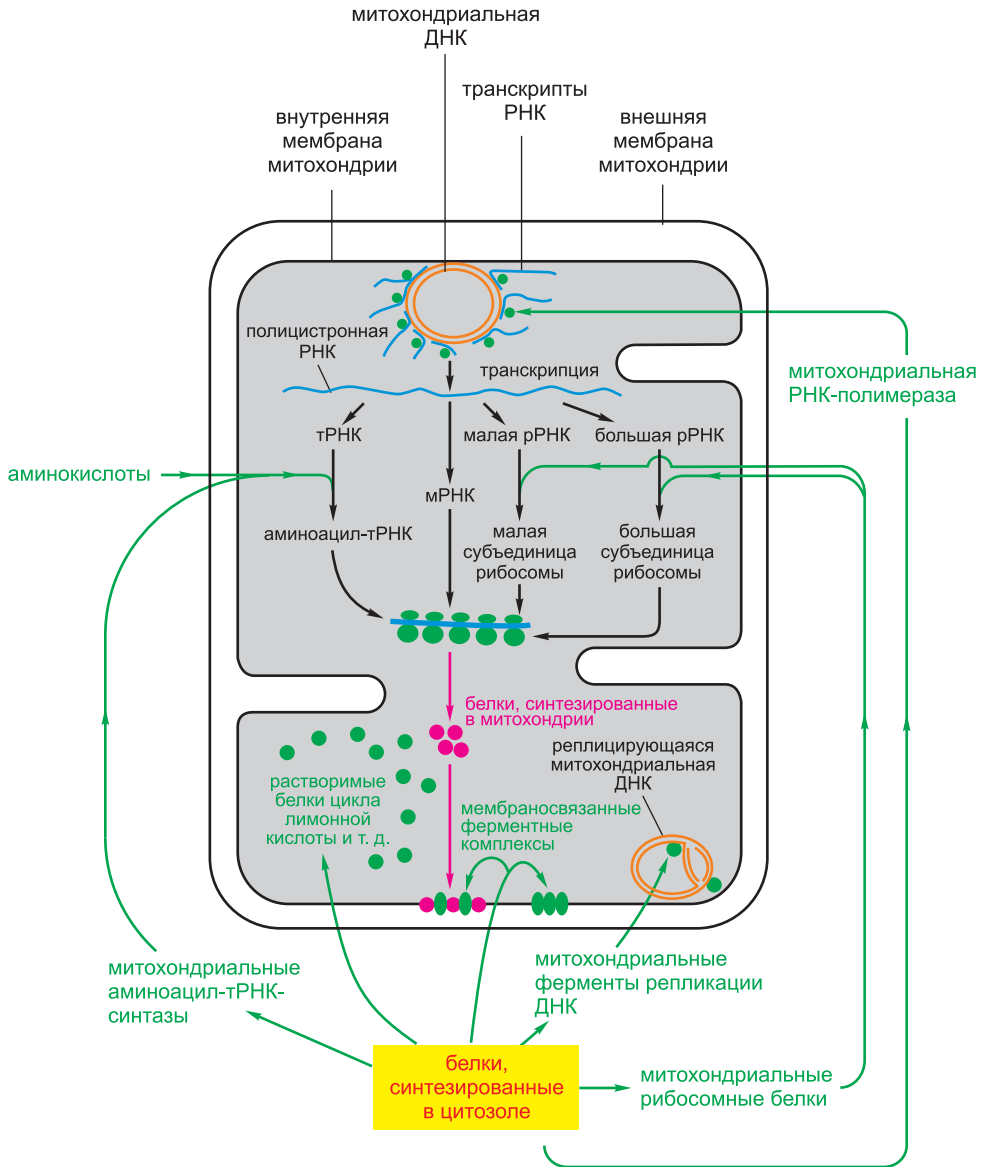 митохондриальная
ДНК
транскрипты
РНК
внутренняя
мембрана
митохондрии
внешняя
мембрана
митохондрии
полицистронная
РНК
транскрипция
митохондриальная
РНК-полимераза
тРНК
малая рРНК
большая рРНК
аминокислоты
мРНК
аминоацил-тРНК
малая
субъединица
рибосомы
большая
субъединица
рибосомы
белки, синтезированные
в митохондрии
реплицирующаяся
митохондриальная
ДНК
растворимые
белки цикла
лимонной
кислоты и т. д.
мембраносвязанные
ферментные
комплексы
митохондриальные
аминоацил-тРНК-
синтазы
митохондриальные
ферменты репликации
ДНК
белки,
синтезированные
в цитозоле
митохондриальные
рибосомные белки